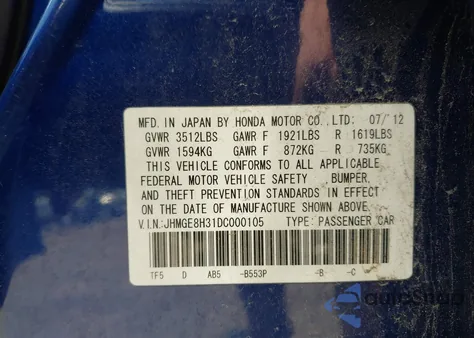 MFD. IN JAPAN BY HONDA MOTOR CO.,LTD: 07/12
GVWR 3512LBS GAWR F 1921LBS R 1619LBS
GVWR 1594KG GAWR F 872KG R 735KG
THIS VEHICLE CONFORMS TO ALL APPLICABLE
FEDERAL MOTOR VEHICLE SAFETY , BUMPER,
AND THEFT PREVENTION STANDARDS IN EFFECT
ON THE DATE OF MANUFACTURE SHOWN ABOVE.
V.I.N:JHMGE8H31DC000105 TYPE: PASSENGER CAR
TF5 D AB5 -B553P -B -C
autoSnap